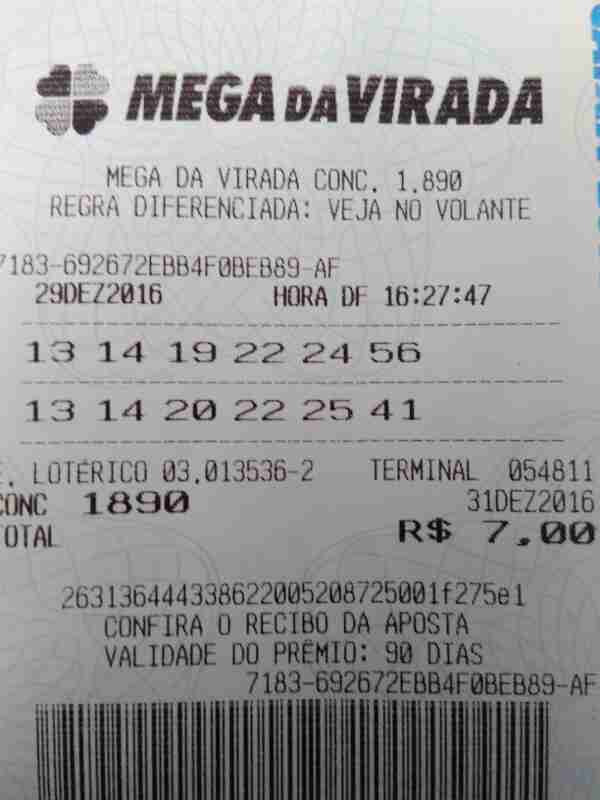 MEGA DA VIRADA
MEGA DA VIRADA CONC. 1.890
REGRA DIFERENCIADA: VEJA NO VOLANTE
7183-692672EBB4F0BEB89-AF
29DEZ2016 HORA DF 16:27:47
13 14 19 22 24 56
13 14 20 22 25 41
. LOTÉRICO 03.013536-2 TERMINAL 054811
CONC 1890 31DEZ2016
TOTAL R$ 7,00
263136444338622005208725001f275e1
CONFIRA O RECIBO DA APOSTA
VALIDADE DO PRÊMIO: 90 DIAS
7183-692672EBB4F0BEB89-AF